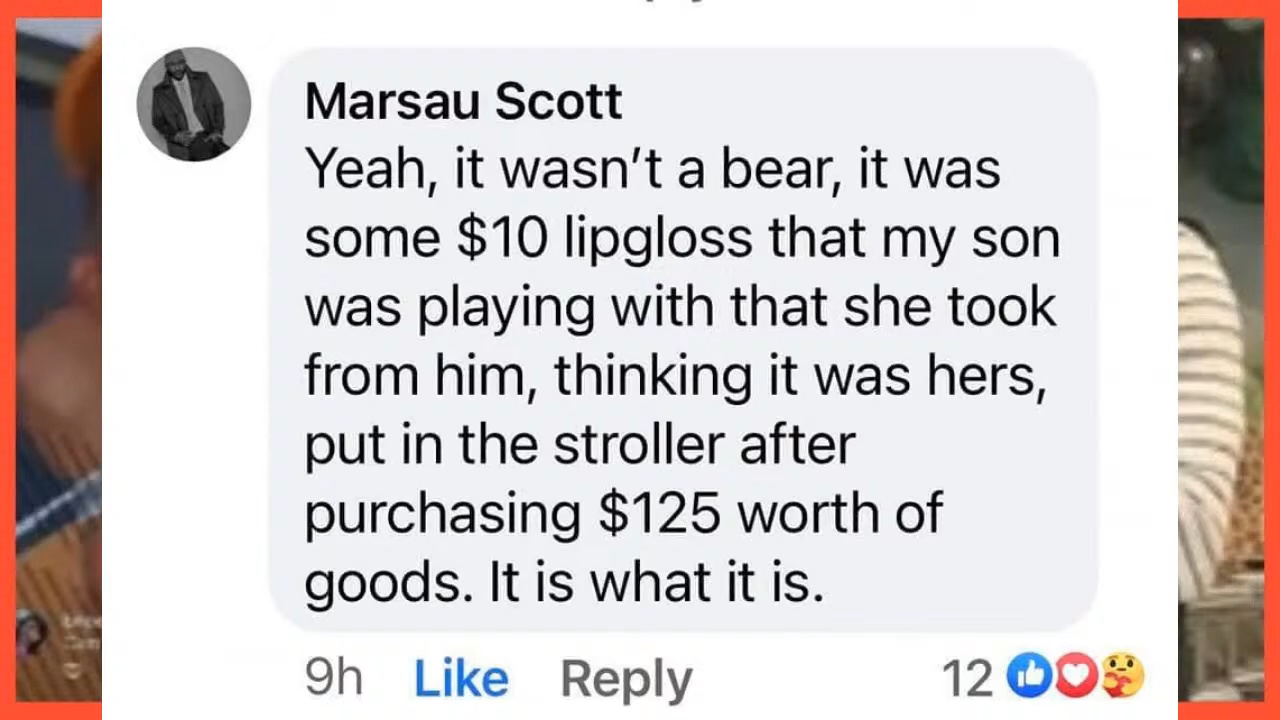 Marsau Scott
Yeah, it wasn't a bear, it was
some $10 lipgloss that my son
was playing with that she took
from him, thinking it was hers,
put in the stroller after
purchasing $125 worth of
goods. It is what it is.
9h Like Reply 12